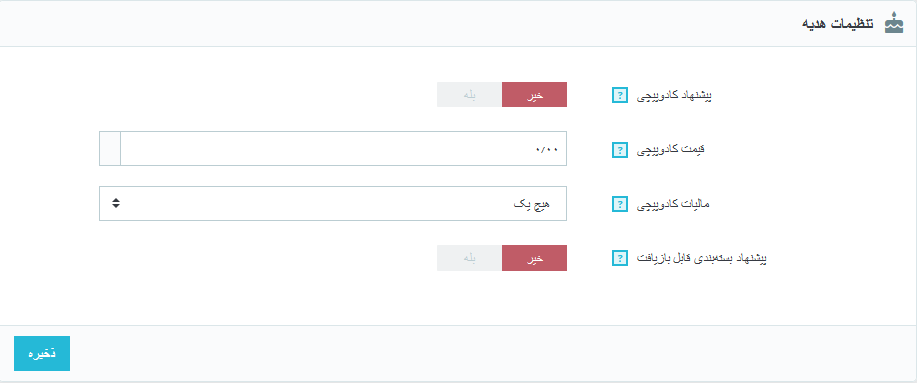 تنظیمات هدیه
پیشنهاد کادوپیچی ? خیر بله
قیمت کادوپیچی ? ۰/۰۰
مالیات کادوپیچی ? هیچ یک
پیشنهاد بسته‌بندی قابل بازیافت ? خیر بله
ذخیره